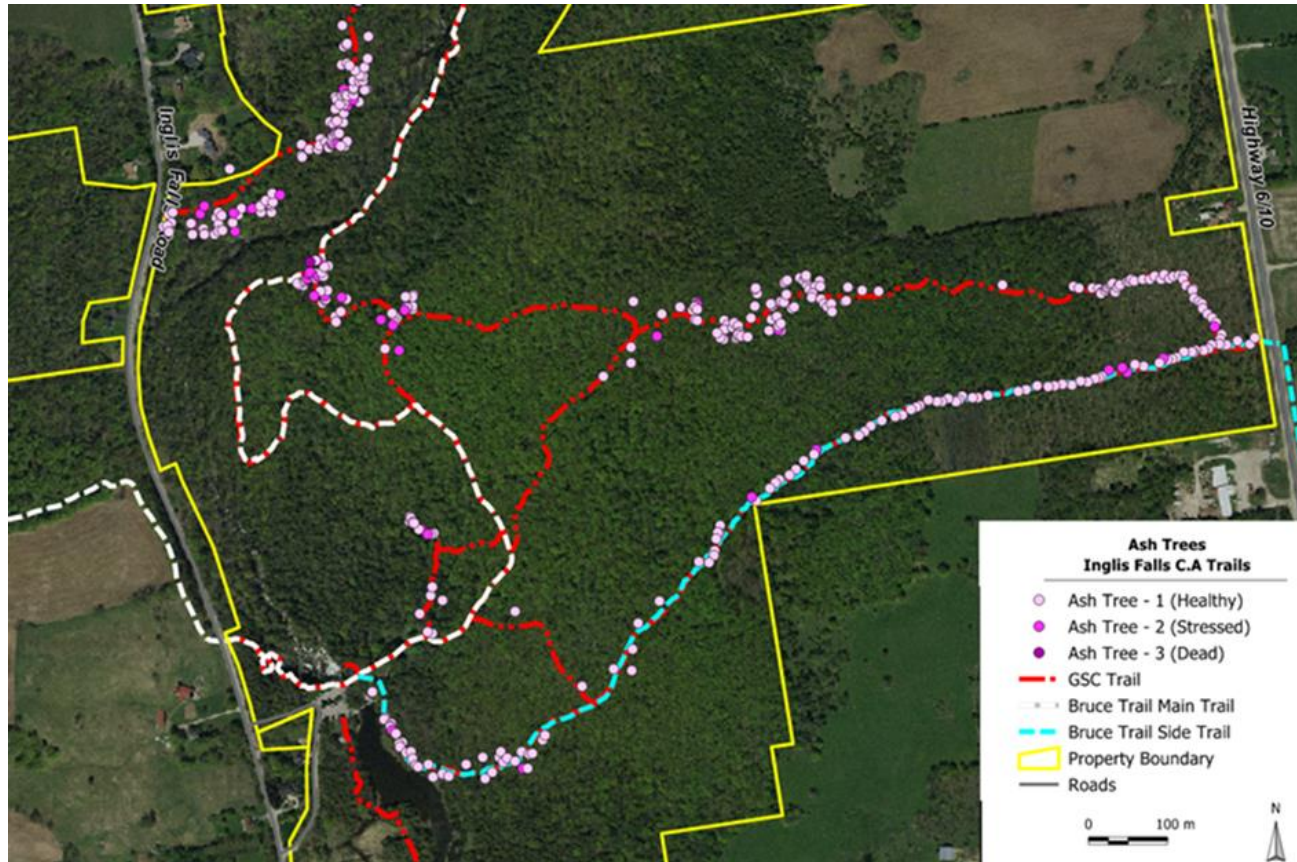 Inglis Falls Road
Highway 6/10
Ash Trees
Inglis Falls C.A Trails
Ash Tree - 1 (Healthy)
Ash Tree - 2 (Stressed)
Ash Tree - 3 (Dead)
GSC Trail
Bruce Trail Main Trail
Bruce Trail Side Trail
Property Boundary
Roads
0 100 m
N